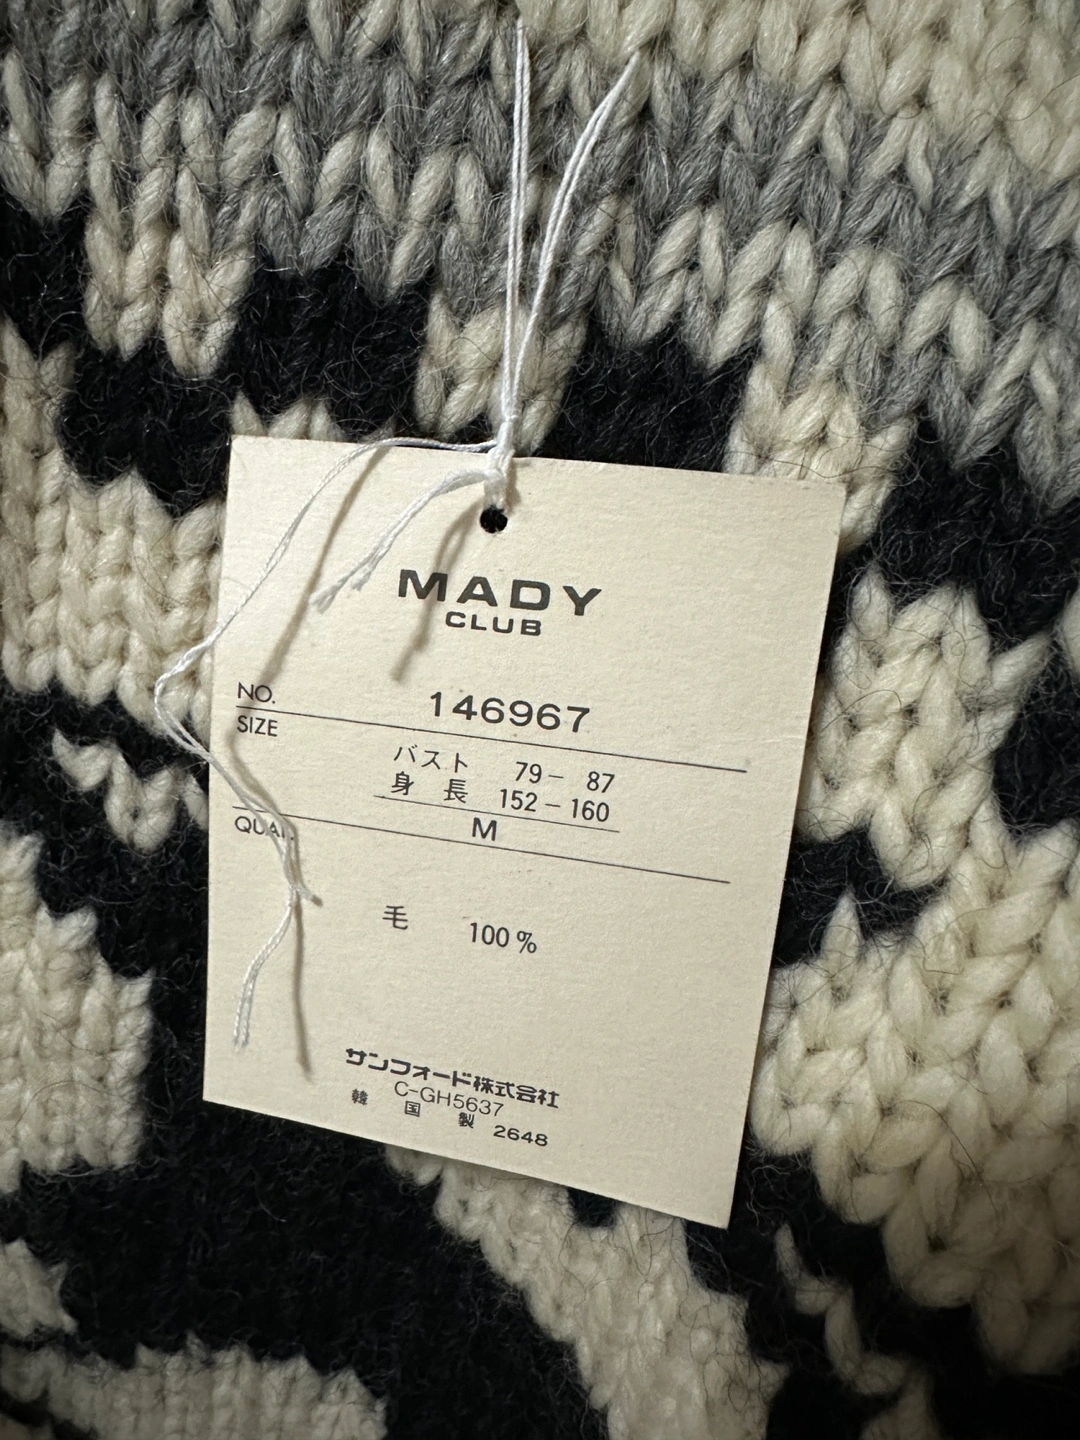 MADY
CLUB
NO. 146967
SIZE
バスト 79 – 87
身 長 152 – 160
M
毛 100 %
サンフォード株式会社
C-GH5637
韓 国 製 2648